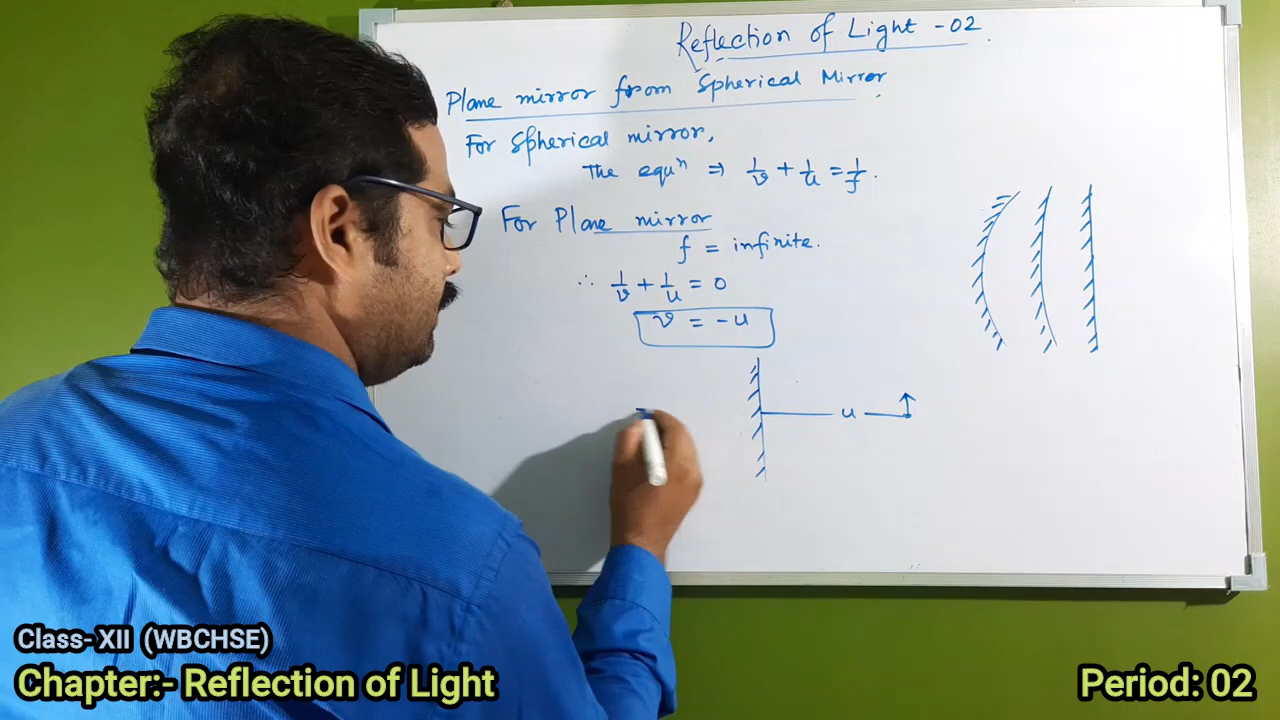 Reflection of Light -02
Plane mirror from Spherical Mirror
For Spherical mirror,
The equⁿ ⇒ 1/v + 1/u = 1/f.
For Plane mirror
f = infinite.
∴ 1/v + 1/u = 0
v = -u
u
Class- XII (WBCHSE)
Chapter:- Reflection of Light
Period: 02